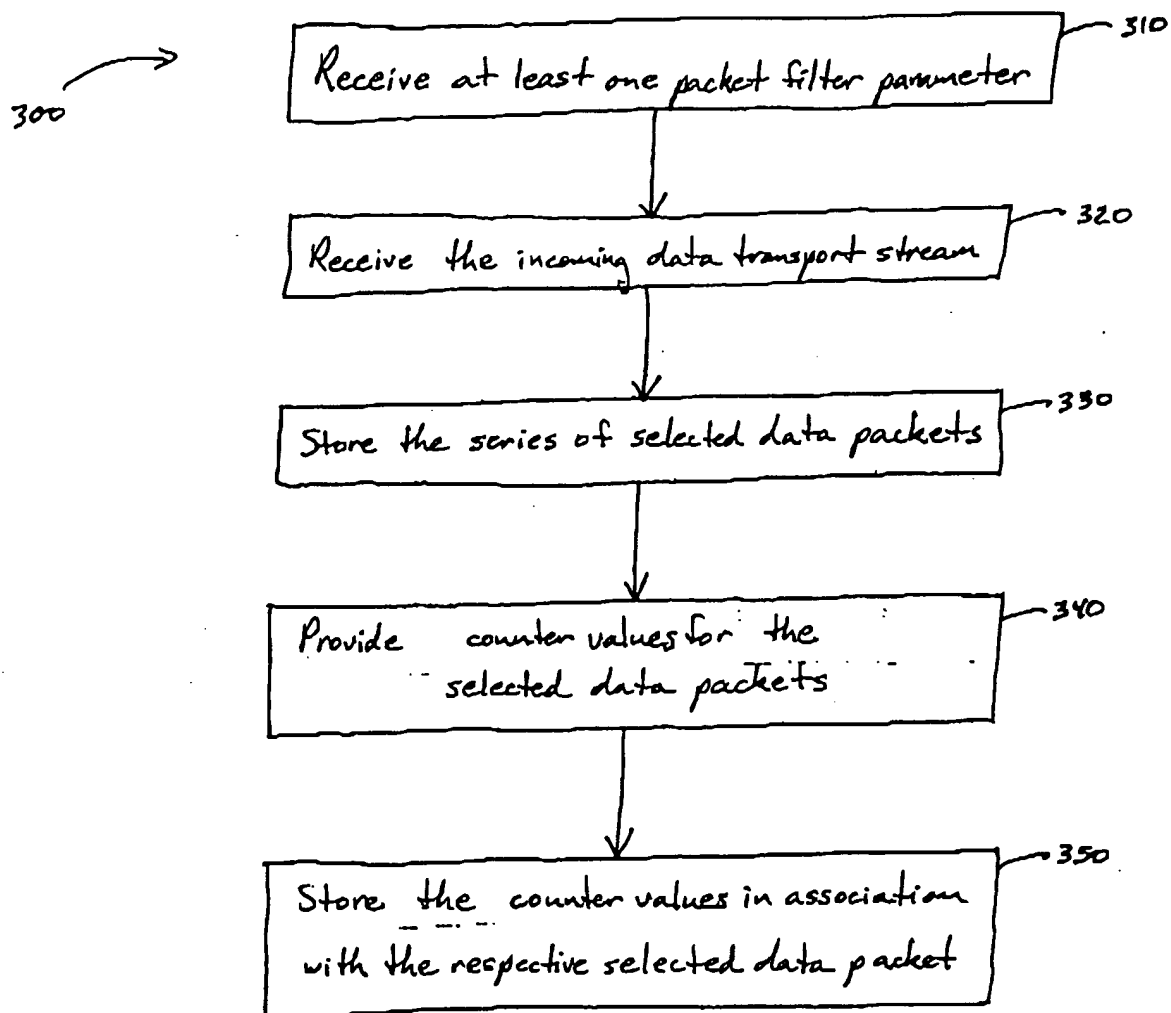 300
310
Receive at least one packet filter parameter
320
Receive the incoming data transport stream
330
Store the series of selected data packets
340
Provide counter values for the
selected data packets
350
Store the counter values in association
with the respective selected data packet